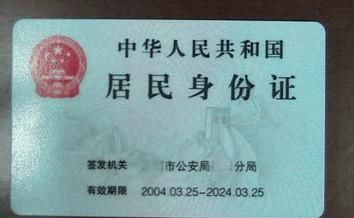 中华人民共和国
居民身份证
签发机关 市公安局 分局
有效期限 2004.03.25-2024.03.25